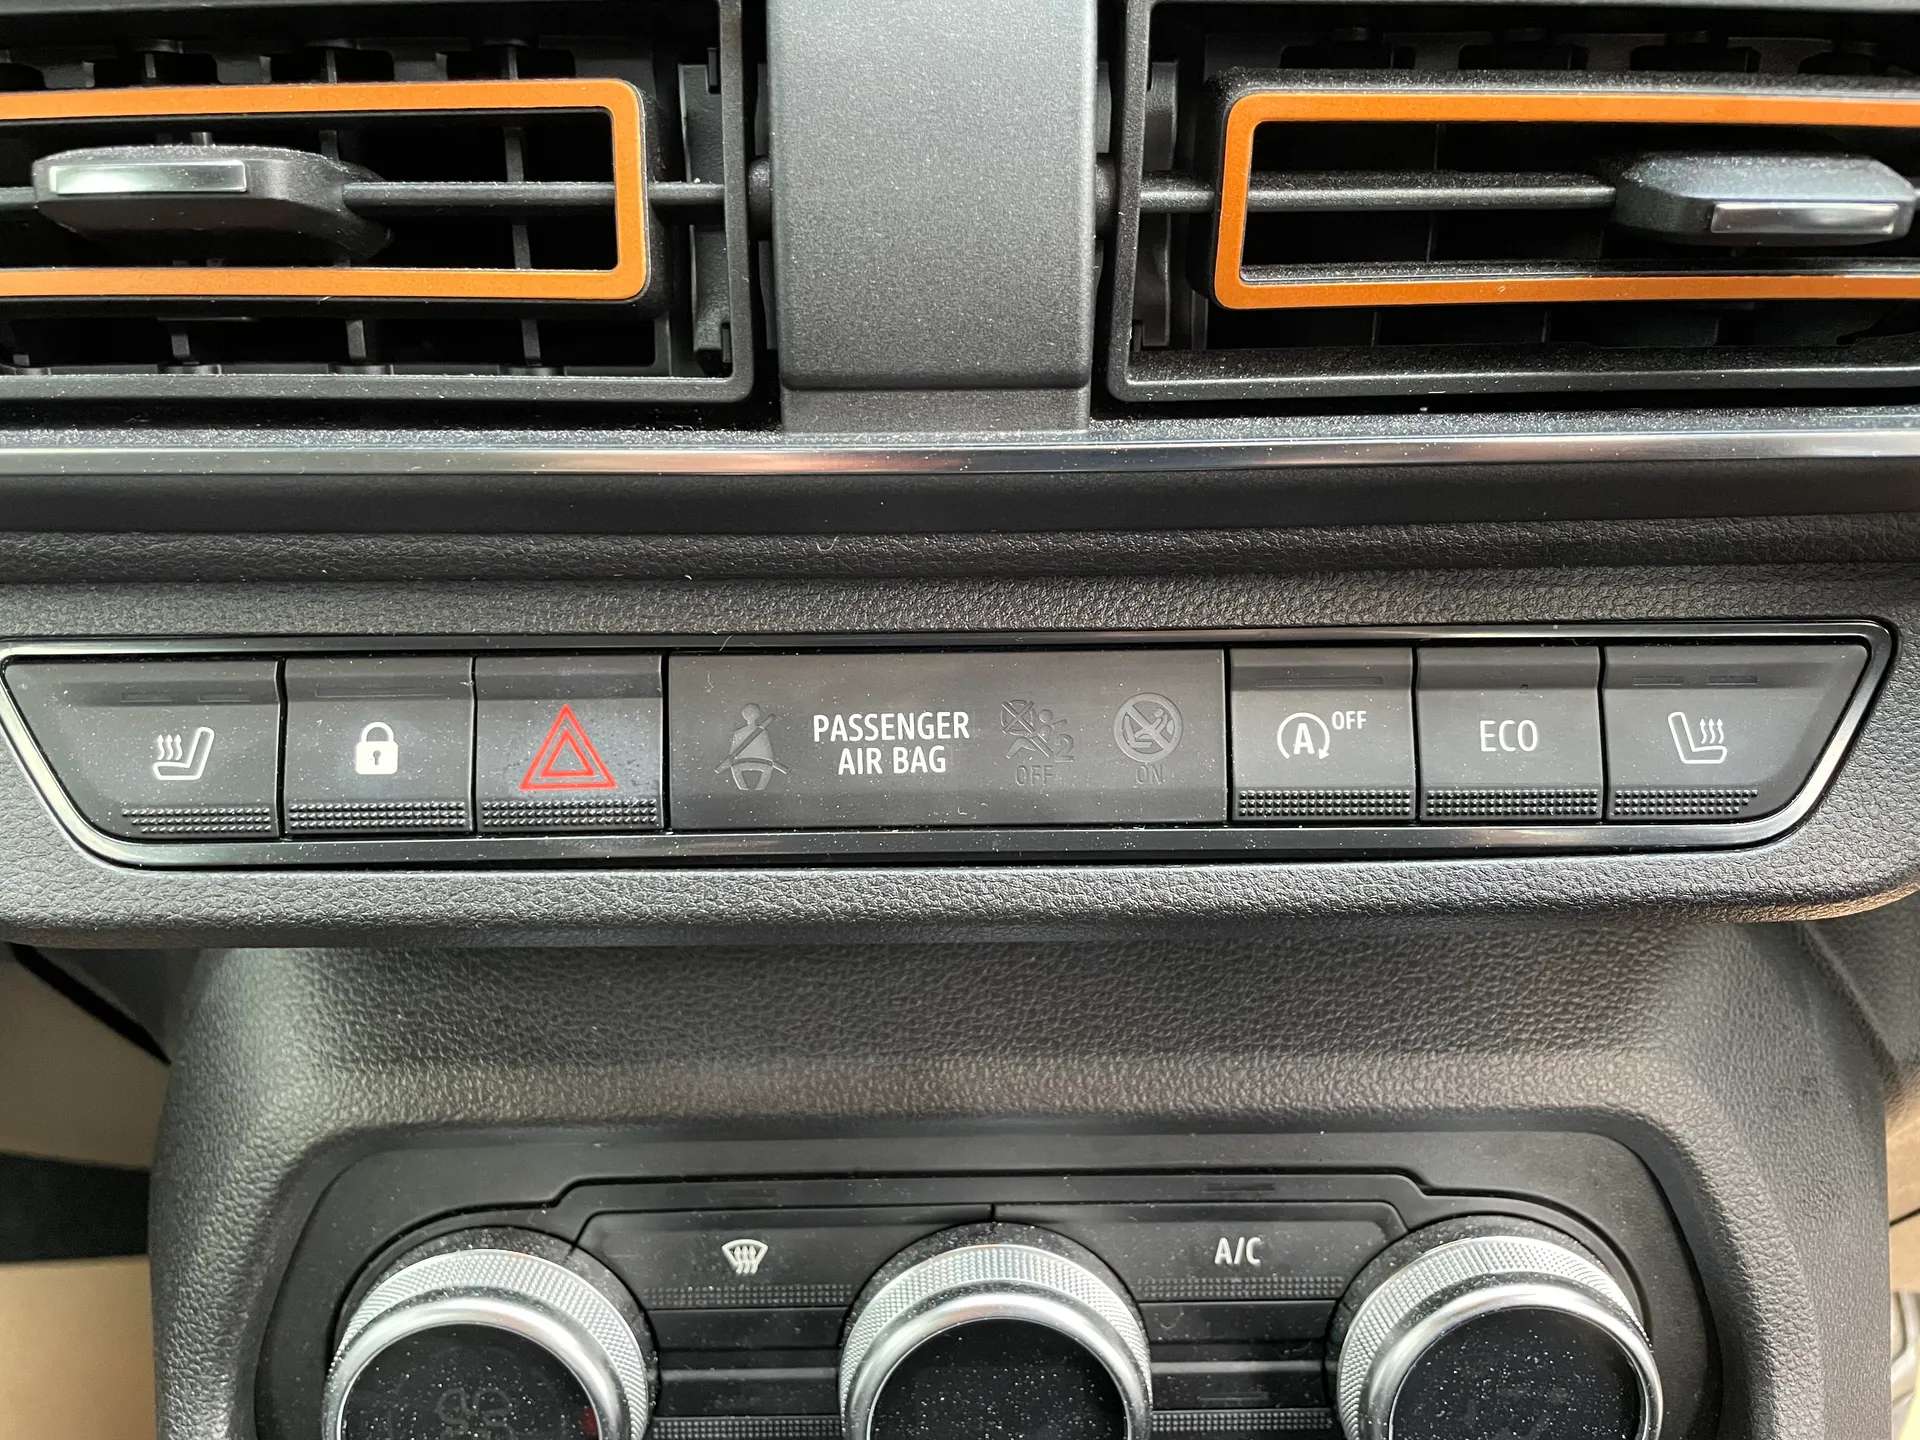 PASSENGER
AIR BAG
OFF
ON
A OFF
ECO
A/C